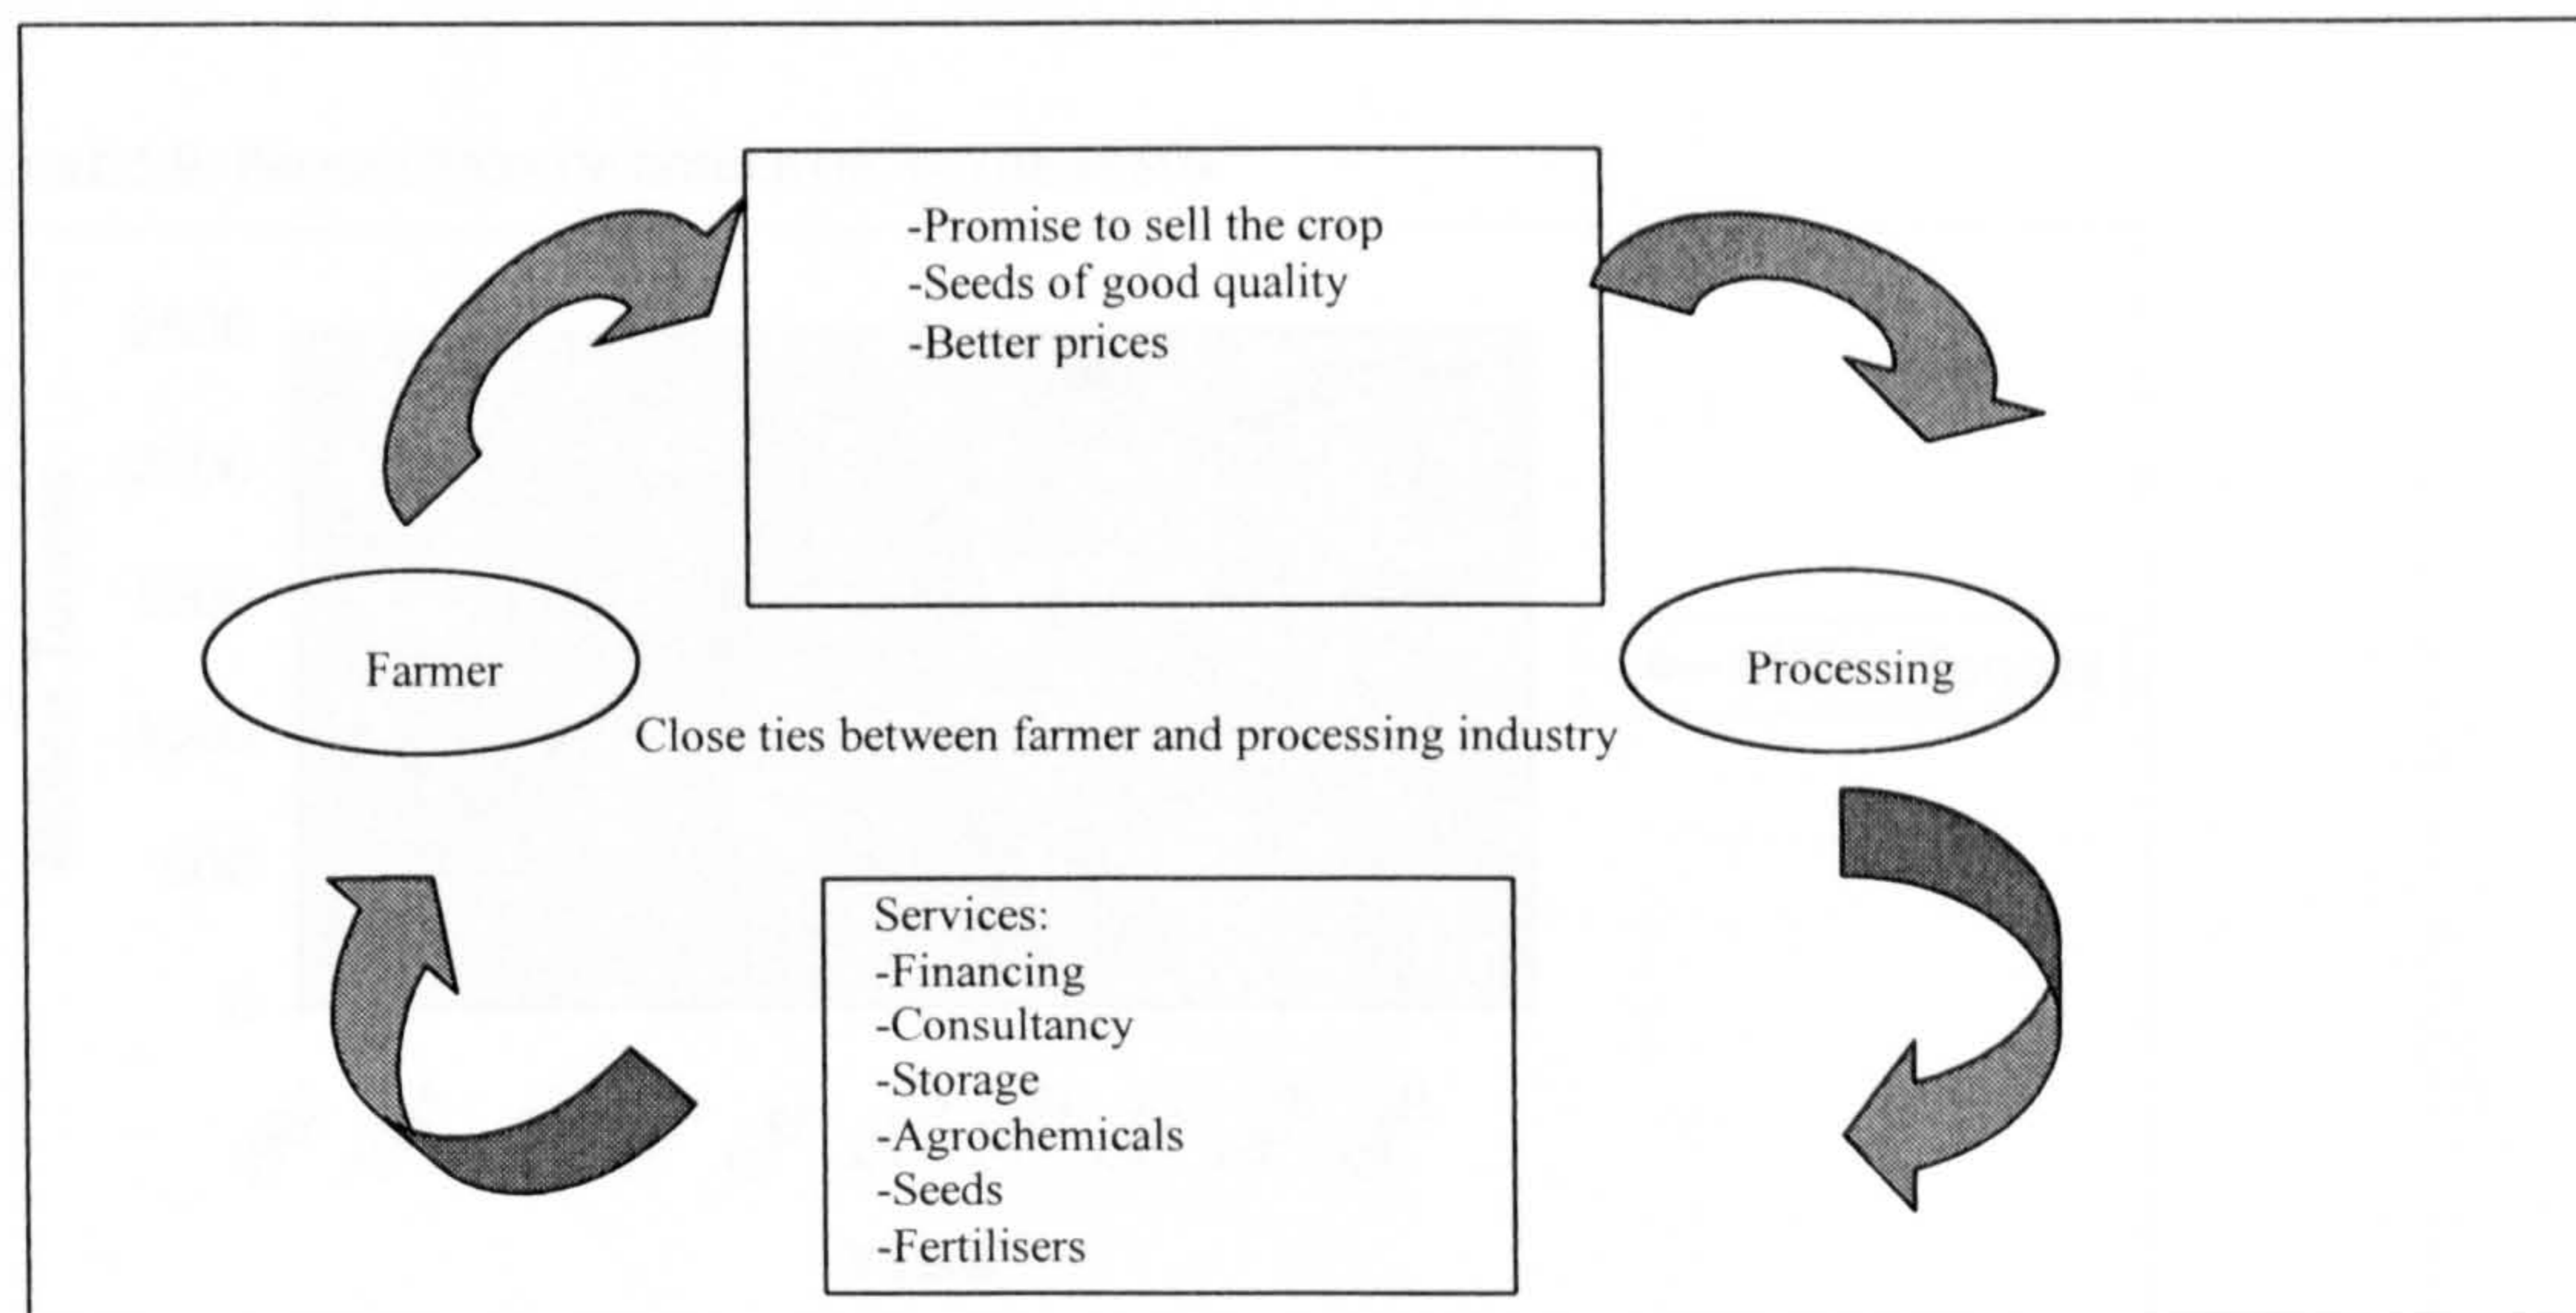 -Promise to sell the crop
-Seeds of good quality
-Better prices
Farmer
Processing
Close ties between farmer and processing industry
Services:
-Financing
-Consultancy
-Storage
-Agrochemicals
-Seeds
-Fertilisers